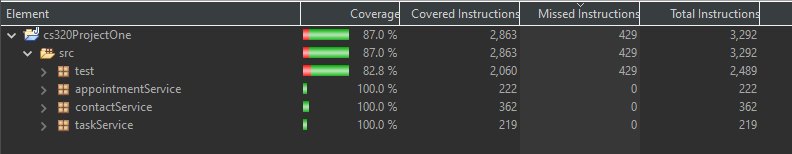 Element Coverage Covered Instructions Missed Instructions Total Instructions
cs320ProjectOne 87.0 % 2,863 429 3,292
src 87.0 % 2,863 429 3,292
test 82.8 % 2,060 429 2,489
appointmentService 100.0 % 222 0 222
contactService 100.0 % 362 0 362
taskService 100.0 % 219 0 219